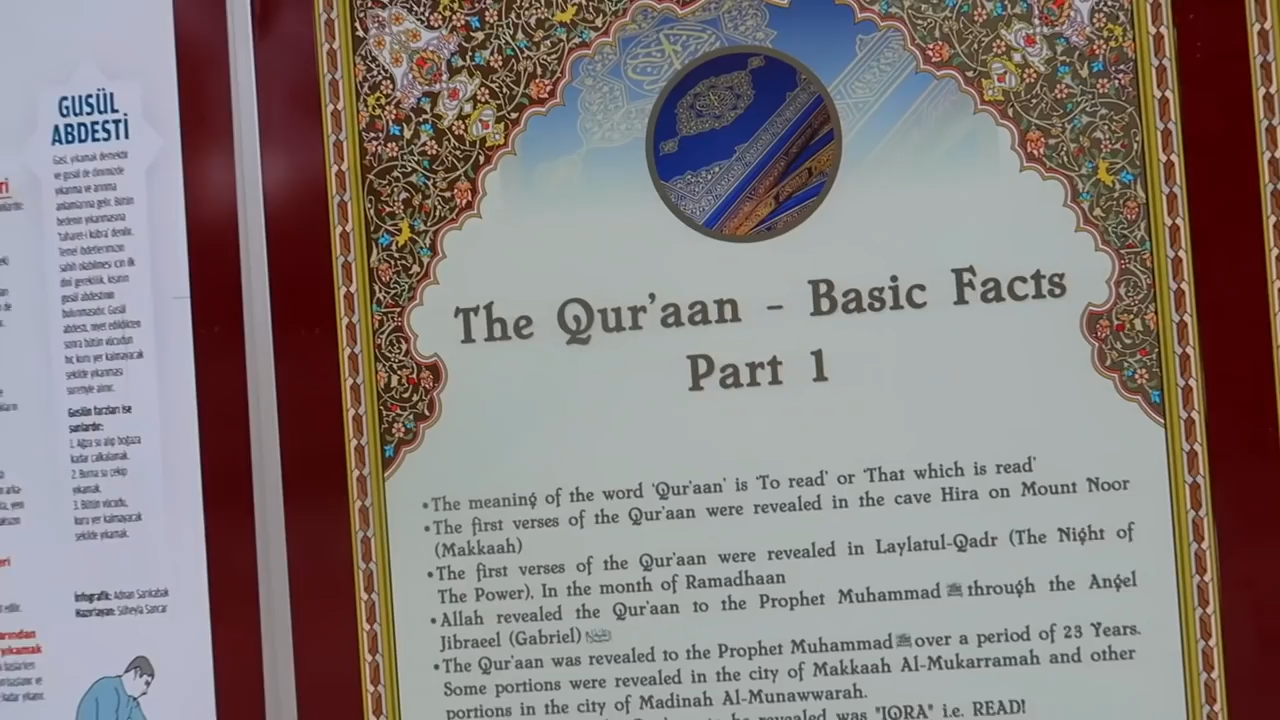 GUSÜL
ABDESTİ
Gasl, yıkamak demektir
ve gusül de dinimizde
yıkanma ve arınma
anlamlarına gelir. Bütün
bedenin yıkanmasına
'taharet-i kübra' denilir.
Temel ibdetlerimizin
sahih olabilmesi için ilk
dini gereklilik, kişinin
gusül abdestinin
bulunmasıdır. Gusül
abdesti, niyet edildikten
sonra bütün vücudun
hiç kuru yer kalmayacak
şekilde yıkanması
suretiyle alınır.
Guslün farzları ise
şunlardır:
1. Ağza su alıp boğaza
kadar çalkalamak.
2. Burna su çekip
yıkamak.
3. Bütün vücudu,
kuru yer kalmayacak
şekilde yıkamak.
İnfografik: Adnan Sarıkabak
Hazırlayan: Süheyla Sancar
The Qur'aan - Basic Facts
Part 1
•The meaning of the word 'Qur'aan' is 'To read' or 'That which is read'
•The first verses of the Qur'aan were revealed in the cave Hira on Mount Noor
(Makkaah)
•The first verses of the Qur'aan were revealed in Laylatul-Qadr (The Night of
The Power). In the month of Ramadhaan
•Allah revealed the Qur'aan to the Prophet Muhammad ﷺ through the Angel
Jibraeel (Gabriel)
•The Qur'aan was revealed to the Prophet Muhammad ﷺ over a period of 23 Years.
Some portions were revealed in the city of Makkaah Al-Mukarramah and other
portions in the city of Madinah Al-Munawwarah.
revealed was "IQRA" i.e. READ!